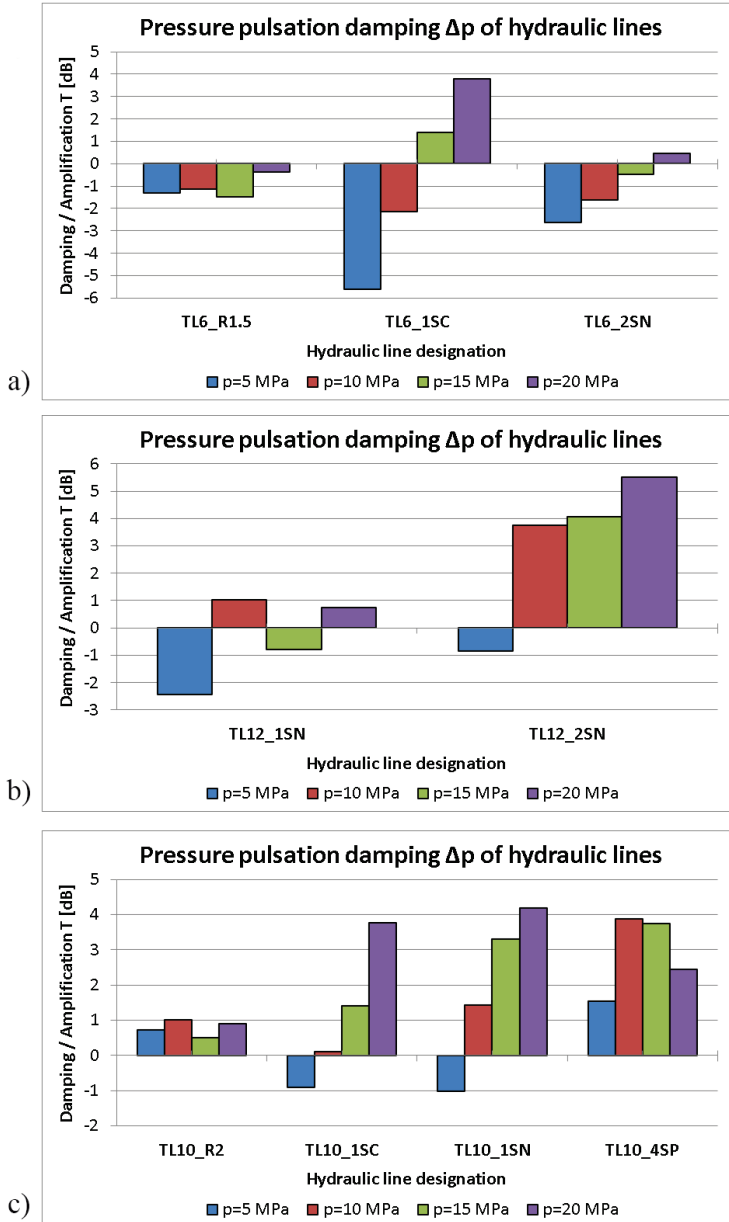 Pressure pulsation damping Δp of hydraulic lines
Damping / Amplification T [dB]
5
4
3
2
1
0
-1
-2
-3
-4
-5
-6
TL6_R1.5 TL6_1SC TL6_2SN
Hydraulic line designation
p=5 MPa p=10 MPa p=15 MPa p=20 MPa
a)
Pressure pulsation damping Δp of hydraulic lines
Damping / Amplification T [dB]
6
5
4
3
2
1
0
-1
-2
-3
TL12_1SN TL12_2SN
Hydraulic line designation
p=5 MPa p=10 MPa p=15 MPa p=20 MPa
b)
Pressure pulsation damping Δp of hydraulic lines
Damping / Amplification T [dB]
5
4
3
2
1
0
-1
-2
TL10_R2 TL10_1SC TL10_1SN TL10_4SP
Hydraulic line designation
p=5 MPa p=10 MPa p=15 MPa p=20 MPa
c)